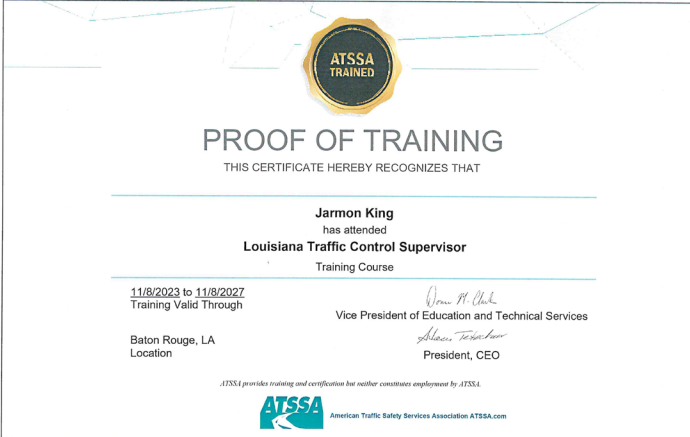 ATSSA
TRAINED
PROOF OF TRAINING
THIS CERTIFICATE HEREBY RECOGNIZES THAT
Jarmon King
has attended
Louisiana Traffic Control Supervisor
Training Course
11/8/2023 to 11/8/2027
Training Valid Through
Vice President of Education and Technical Services
Baton Rouge, LA
Location
President, CEO
ATSSA provides training and certification but neither constitutes employment by ATSSA.
ATSSA
American Traffic Safety Services Association ATSSA.com